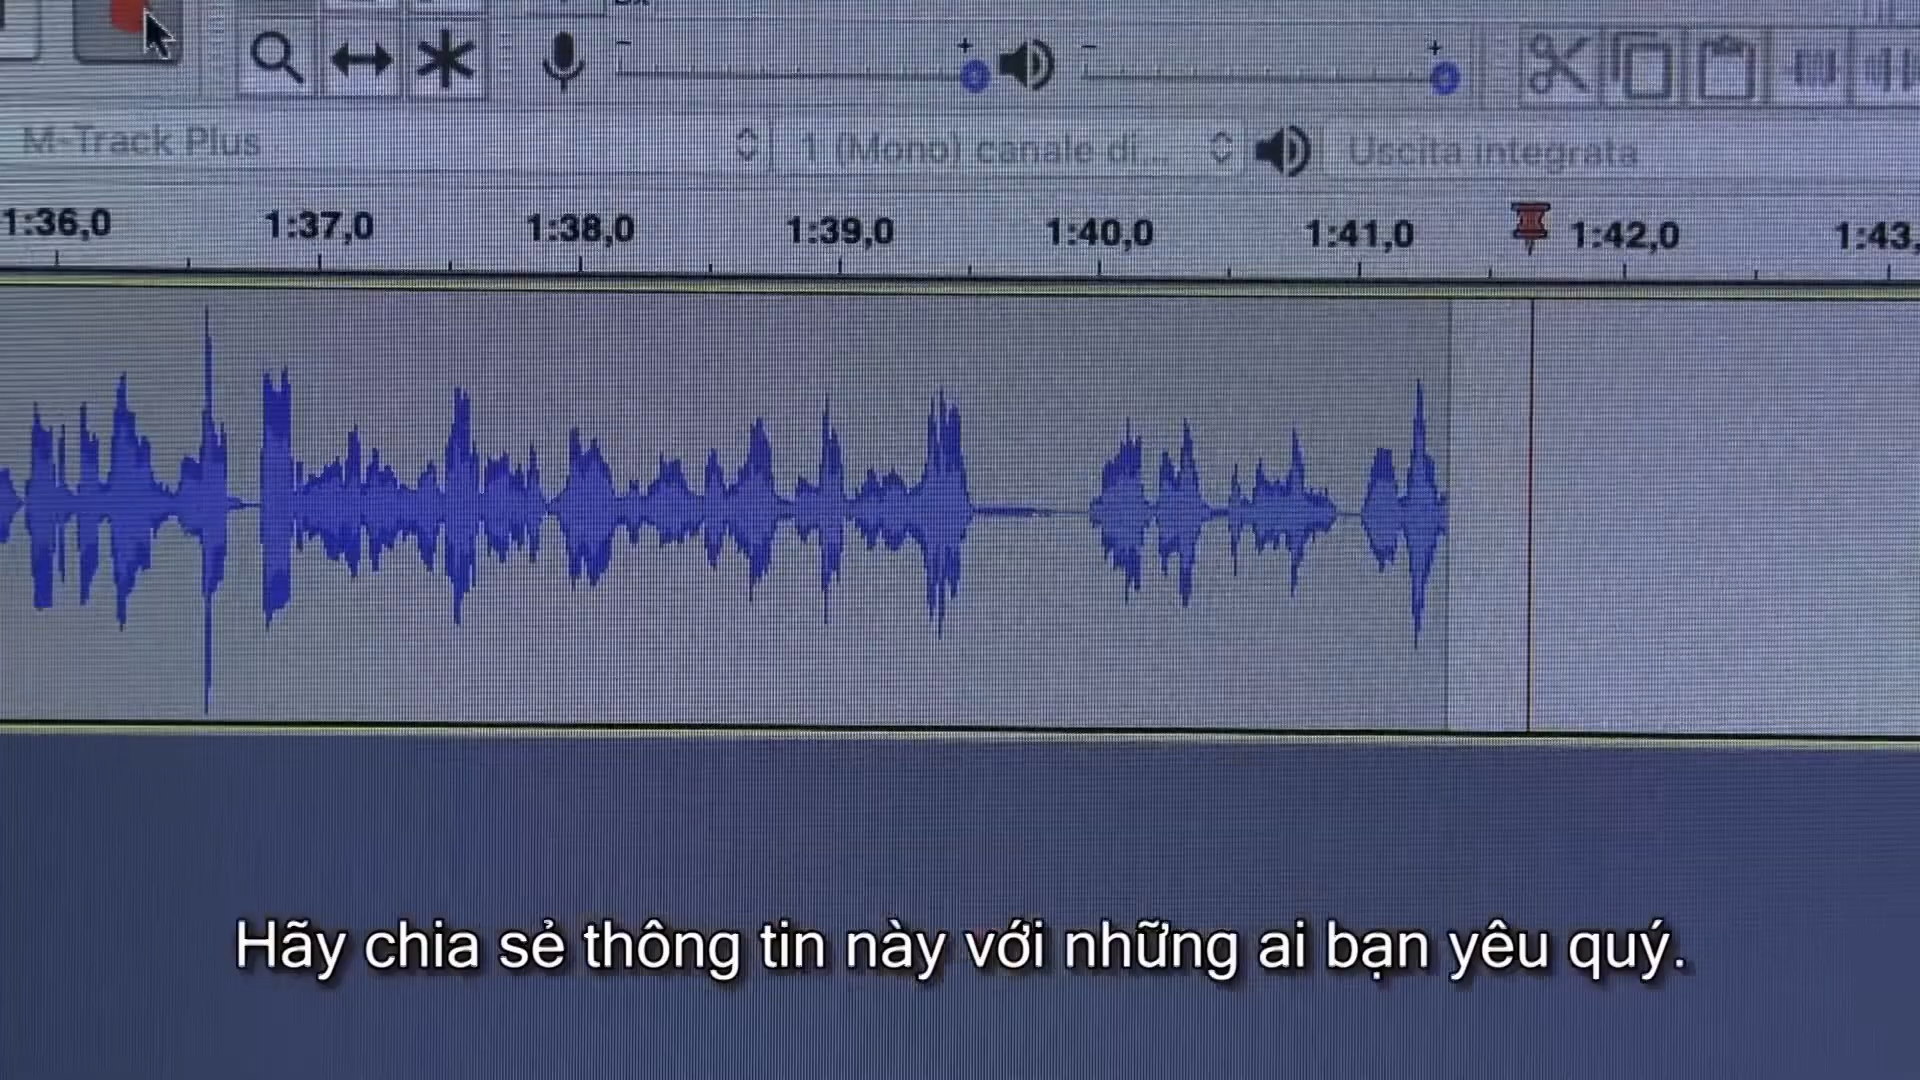 M-Track Plus
1 (Mono) canale di...
Uscita integrata
1:36,0 1:37,0 1:38,0 1:39,0 1:40,0 1:41,0 1:42,0 1:43,
Hãy chia sẻ thông tin này với những ai bạn yêu quý.